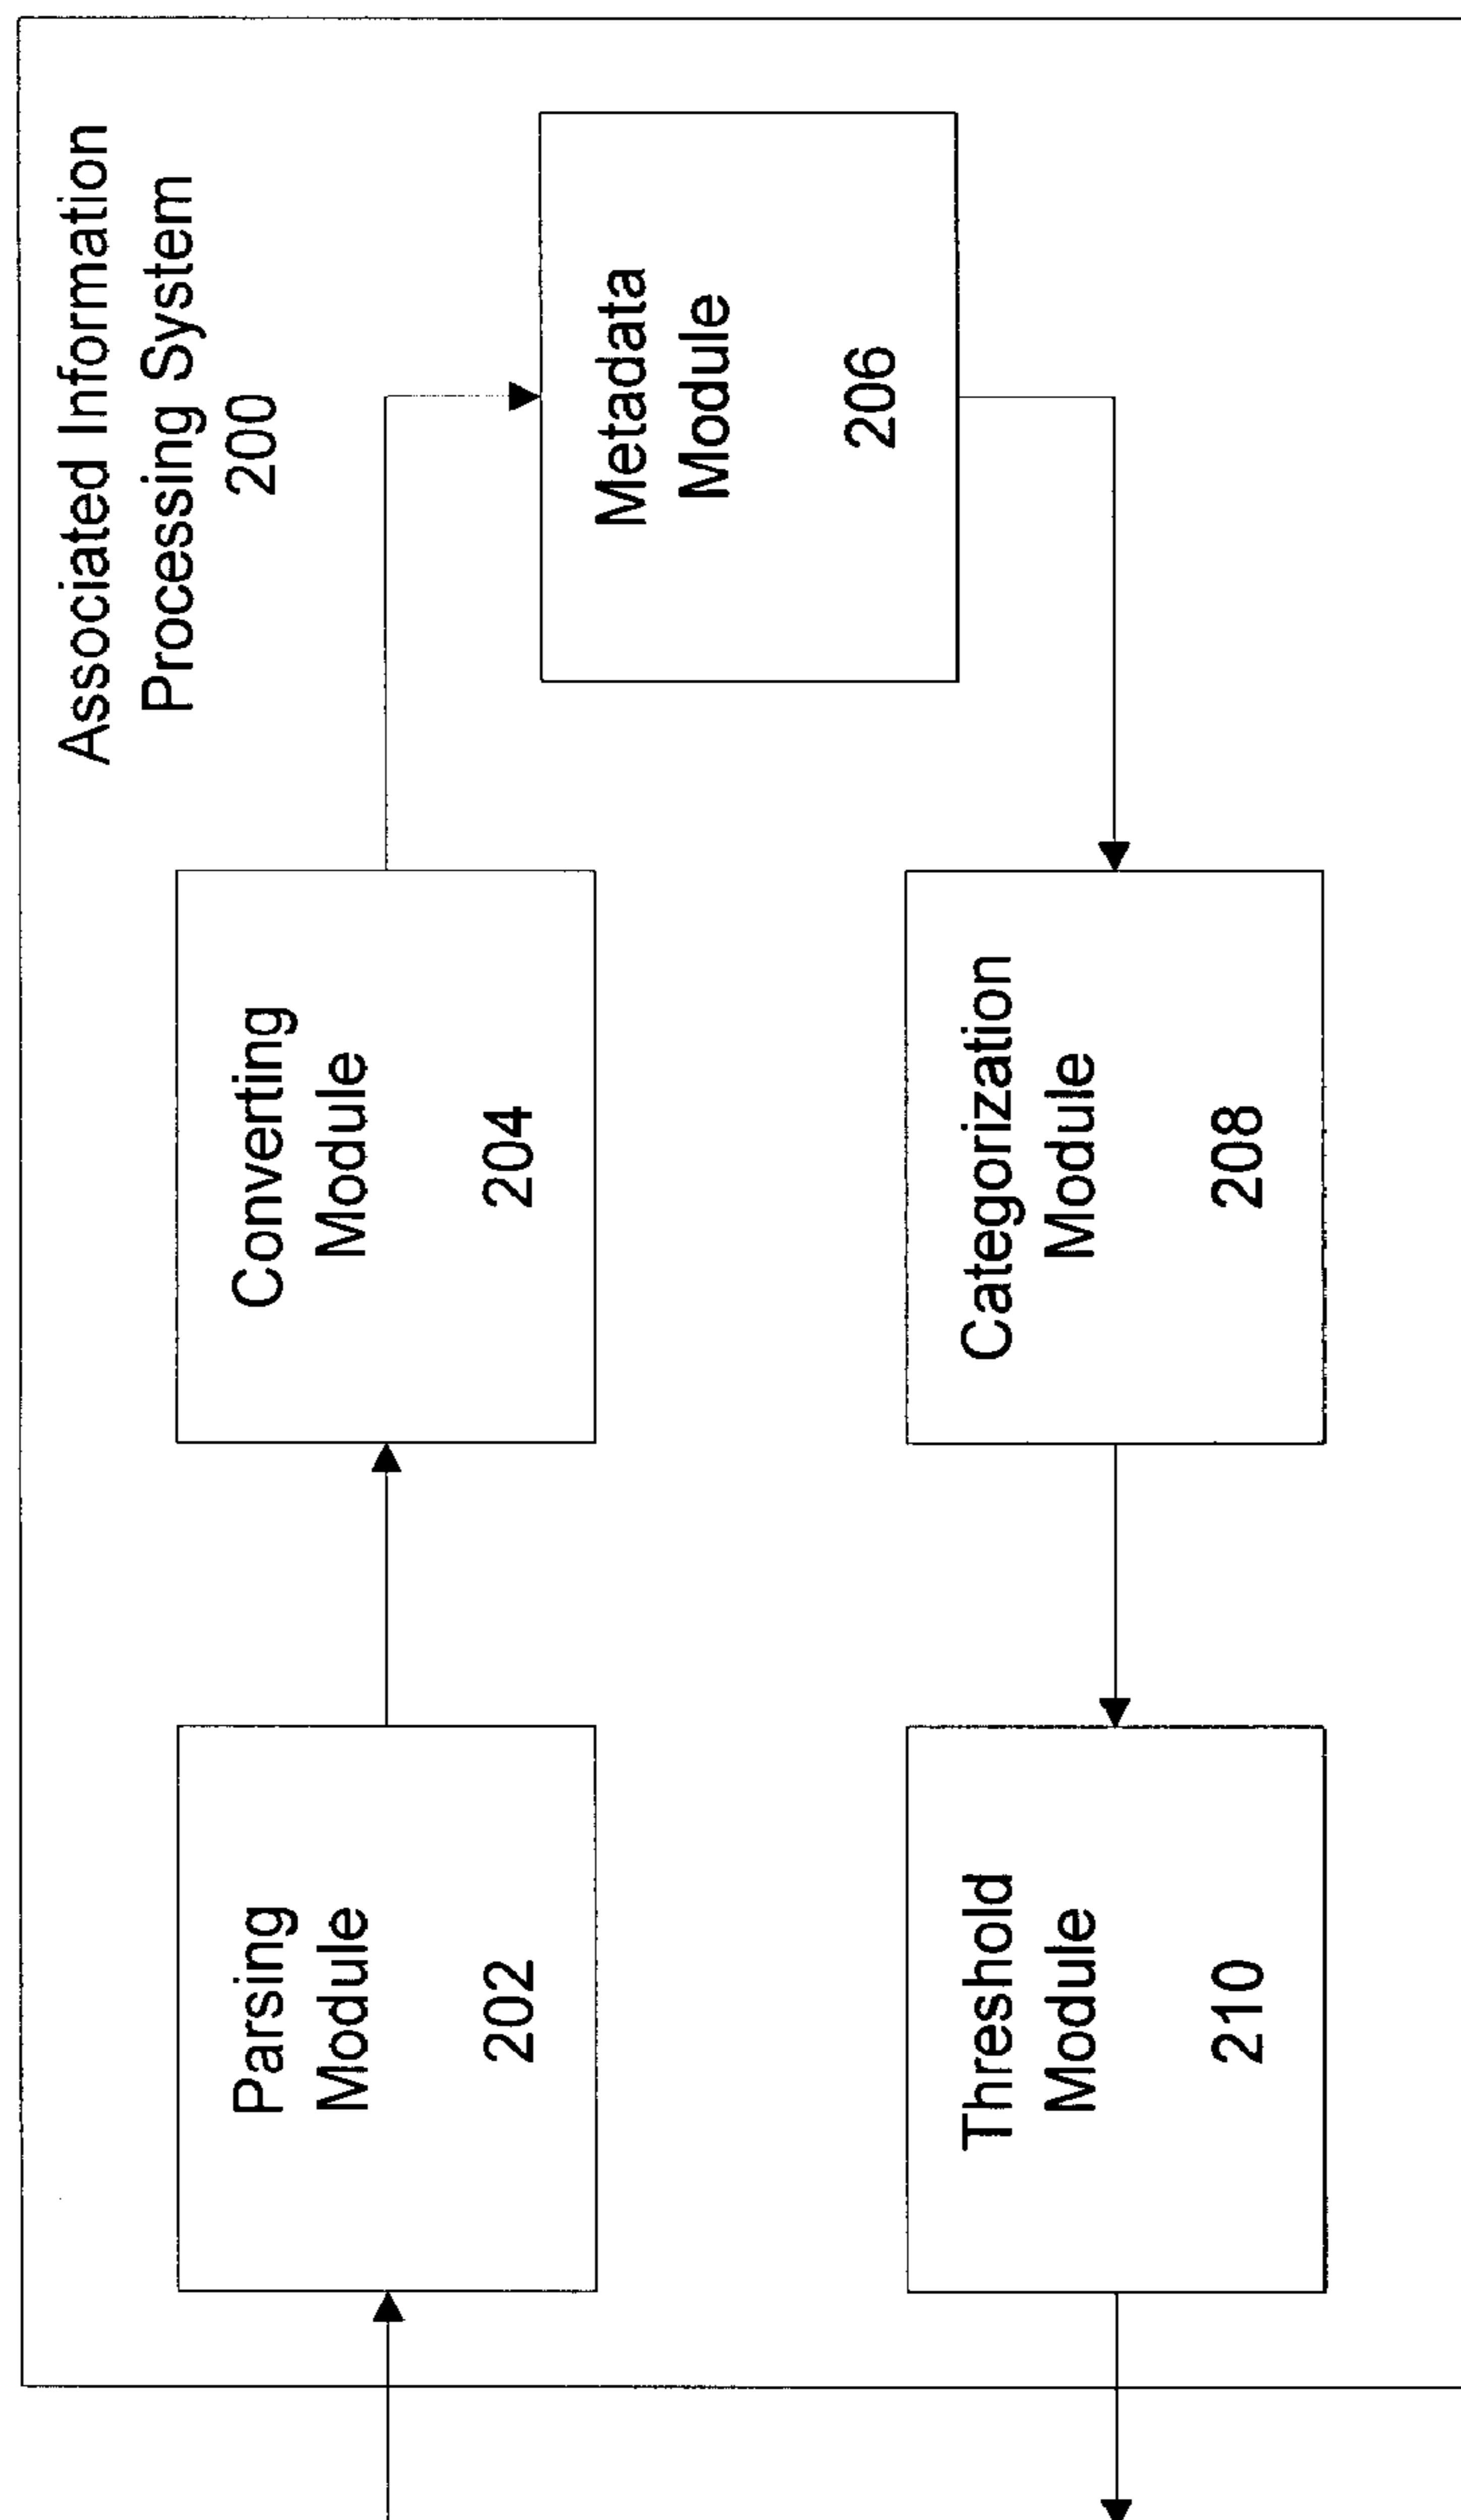 Associated Information
Processing System
200
Parsing
Module
202
Converting
Module
204
Metadata
Module
206
Categorization
Module
208
Threshold
Module
210